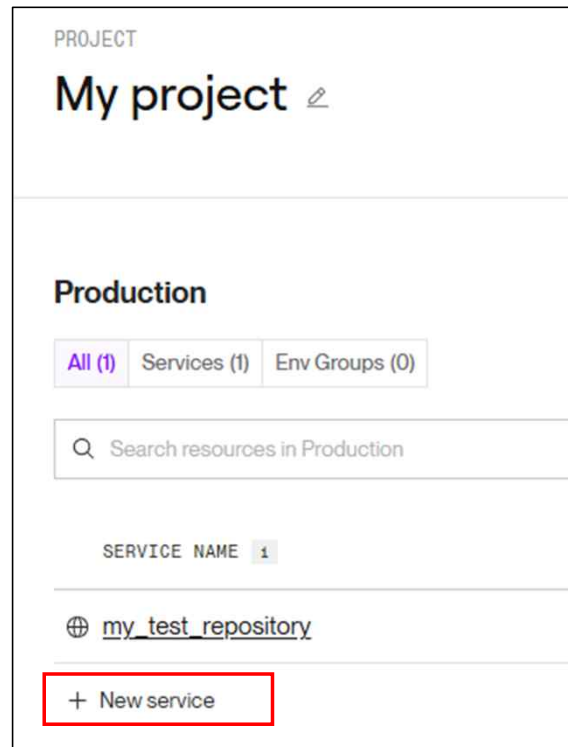 PROJECT
My project
Production
All (1) Services (1) Env Groups (0)
Search resources in Production
SERVICE NAME i
my_test_repository
+ New service